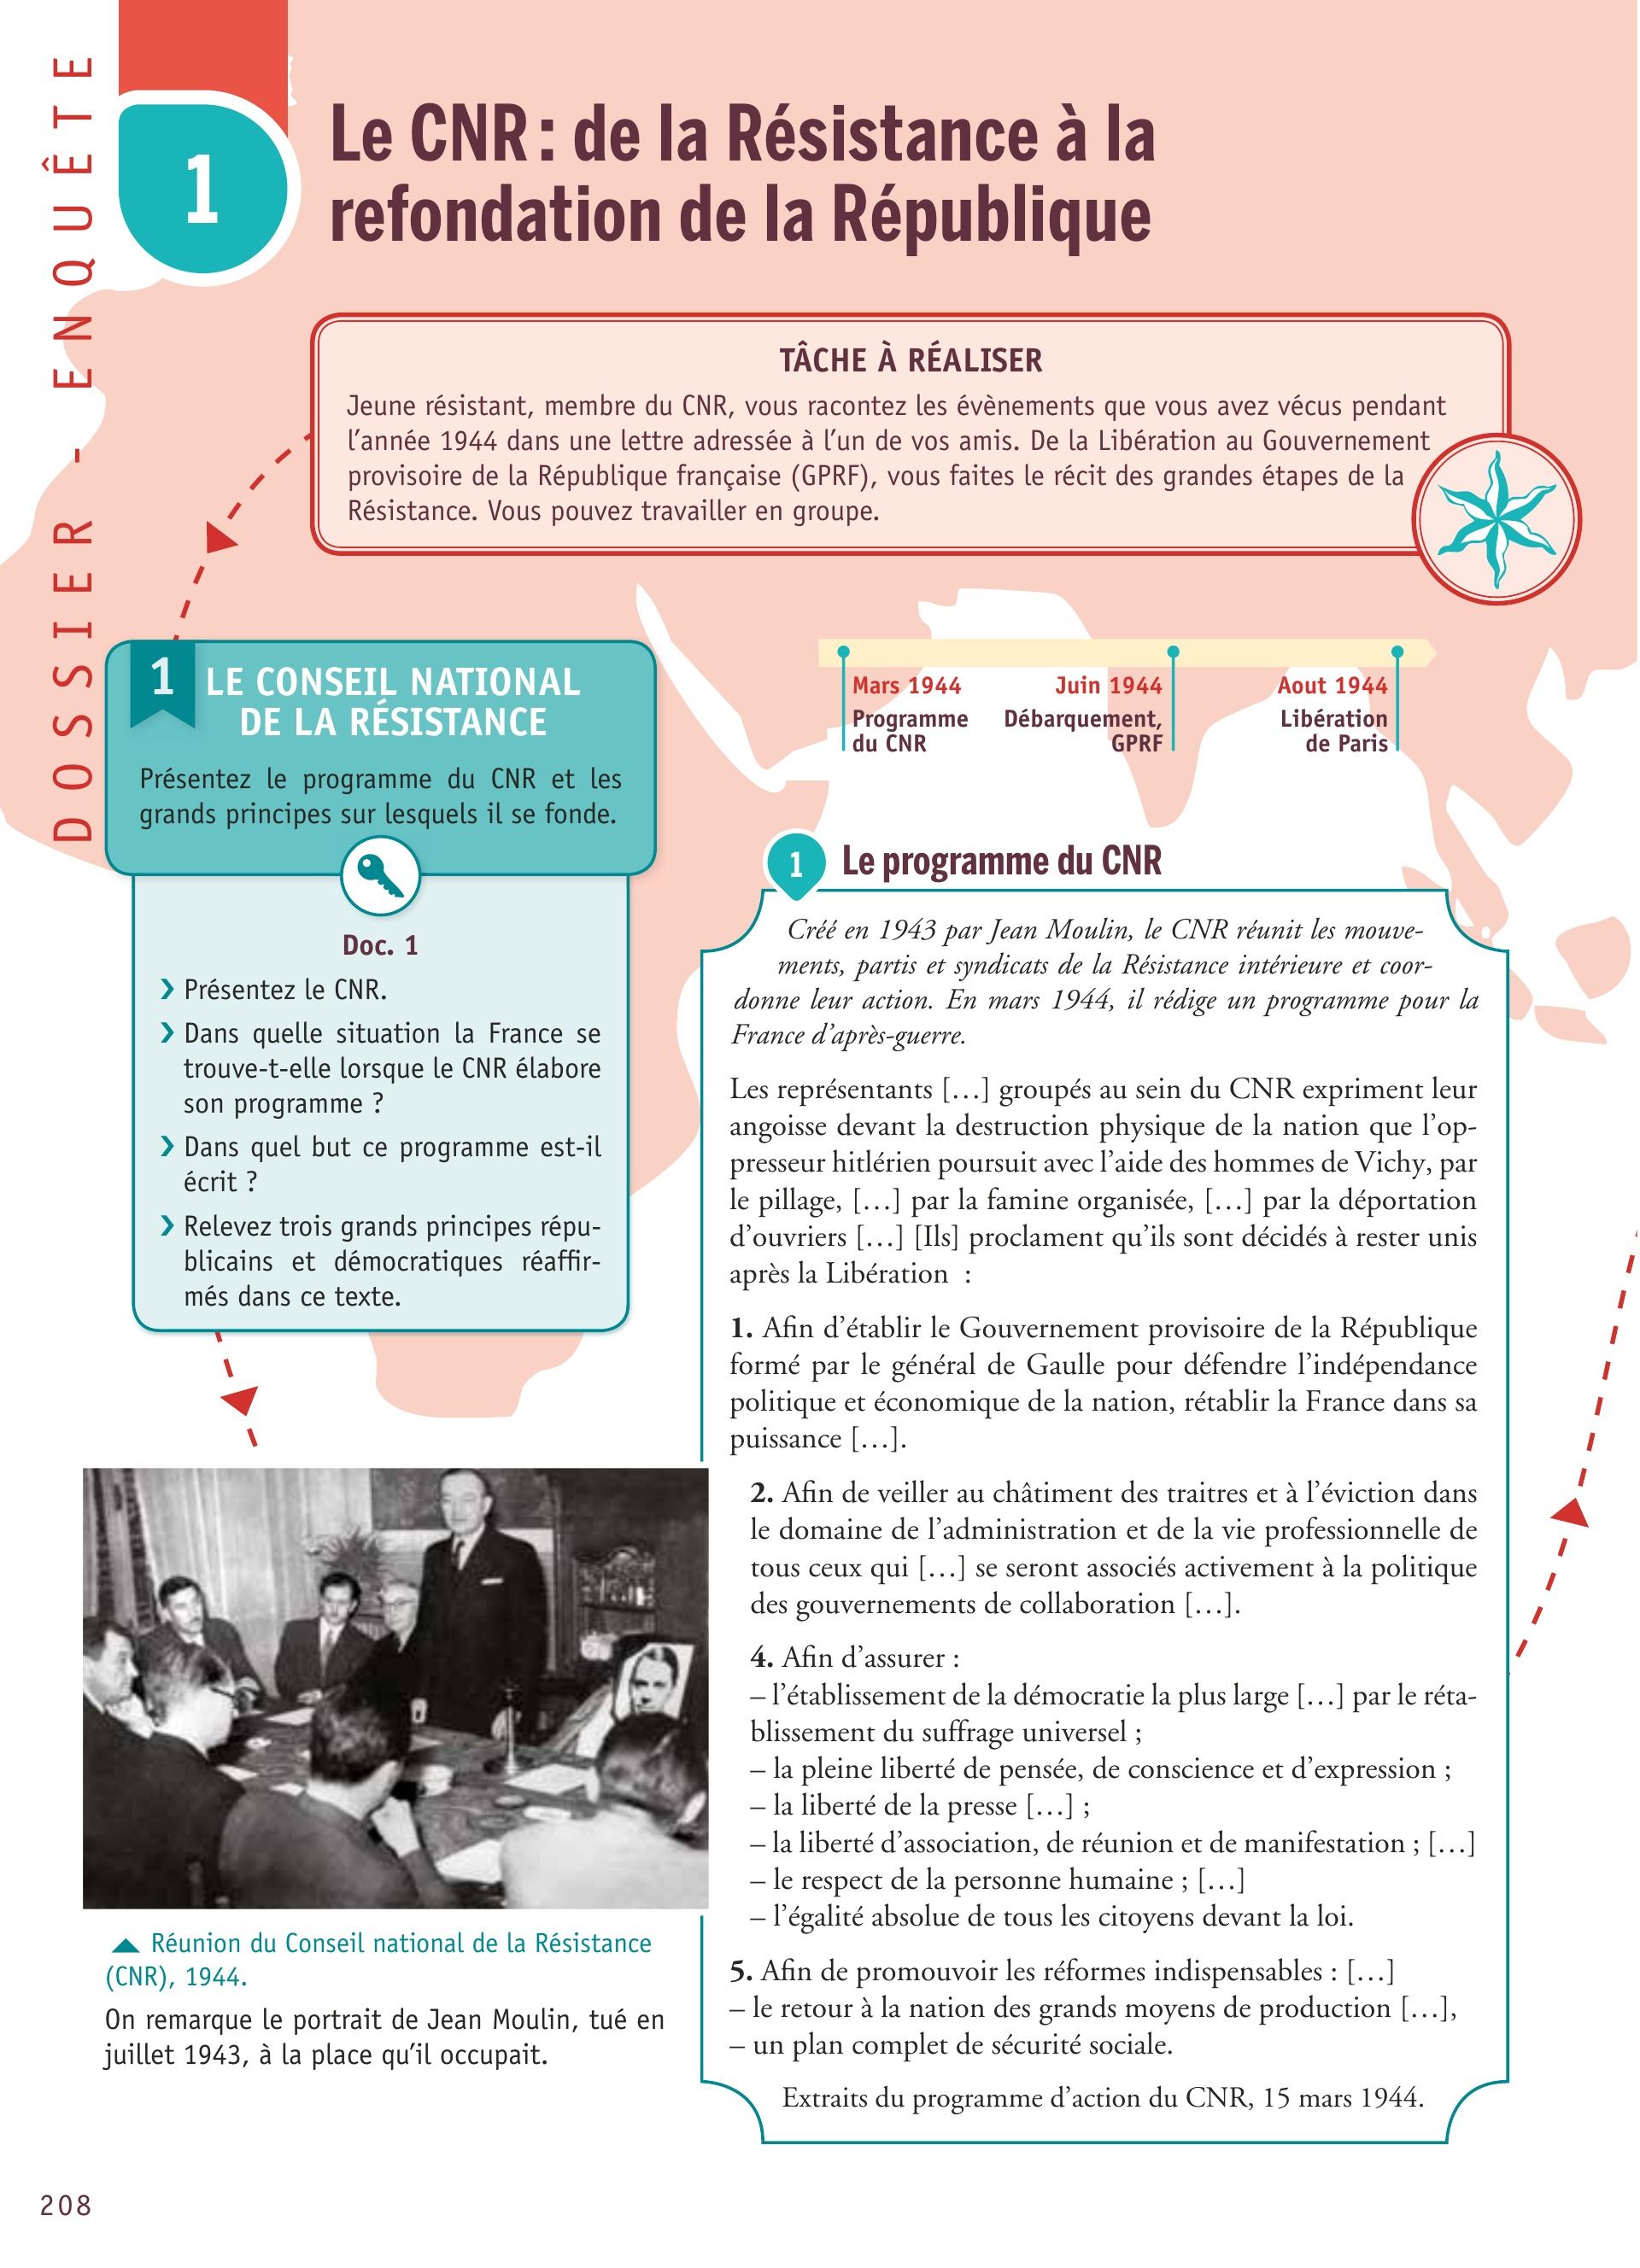 DOSSIER - ENQUÊTE
1
Le CNR : de la Résistance à la
refondation de la République
TÂCHE À RÉALISER
Jeune résistant, membre du CNR, vous racontez les évènements que vous avez vécus pendant
l'année 1944 dans une lettre adressée à l'un de vos amis. De la Libération au Gouvernement
provisoire de la République française (GPRF), vous faites le récit des grandes étapes de la
Résistance. Vous pouvez travailler en groupe.
1
LE CONSEIL NATIONAL
DE LA RÉSISTANCE
Présentez le programme du CNR et les
grands principes sur lesquels il se fonde.
Doc. 1
› Présentez le CNR.
› Dans quelle situation la France se
trouve-t-elle lorsque le CNR élabore
son programme ?
› Dans quel but ce programme est-il
écrit ?
› Relevez trois grands principes répu-
blicains et démocratiques réaffir-
més dans ce texte.
Mars 1944
Programme
du CNR
Juin 1944
Débarquement,
GPRF
Aout 1944
Libération
de Paris
1 Le programme du CNR
Créé en 1943 par Jean Moulin, le CNR réunit les mouve-
ments, partis et syndicats de la Résistance intérieure et coor-
donne leur action. En mars 1944, il rédige un programme pour la
France d'après-guerre.
Les représentants […] groupés au sein du CNR expriment leur
angoisse devant la destruction physique de la nation que l'op-
presseur hitlérien poursuit avec l'aide des hommes de Vichy, par
le pillage, […] par la famine organisée, […] par la déportation
d'ouvriers […] [Ils] proclament qu'ils sont décidés à rester unis
après la Libération :
1. Afin d'établir le Gouvernement provisoire de la République
formé par le général de Gaulle pour défendre l'indépendance
politique et économique de la nation, rétablir la France dans sa
puissance […].
2. Afin de veiller au châtiment des traitres et à l'éviction dans
le domaine de l'administration et de la vie professionnelle de
tous ceux qui […] se seront associés activement à la politique
des gouvernements de collaboration […].
4. Afin d'assurer :
– l'établissement de la démocratie la plus large […] par le réta-
blissement du suffrage universel ;
– la pleine liberté de pensée, de conscience et d'expression ;
– la liberté de la presse […] ;
– la liberté d'association, de réunion et de manifestation ; […]
– le respect de la personne humaine ; […]
– l'égalité absolue de tous les citoyens devant la loi.
5. Afin de promouvoir les réformes indispensables : […]
– le retour à la nation des grands moyens de production […],
– un plan complet de sécurité sociale.
Extraits du programme d'action du CNR, 15 mars 1944.
Réunion du Conseil national de la Résistance
(CNR), 1944.
On remarque le portrait de Jean Moulin, tué en
juillet 1943, à la place qu'il occupait.
208